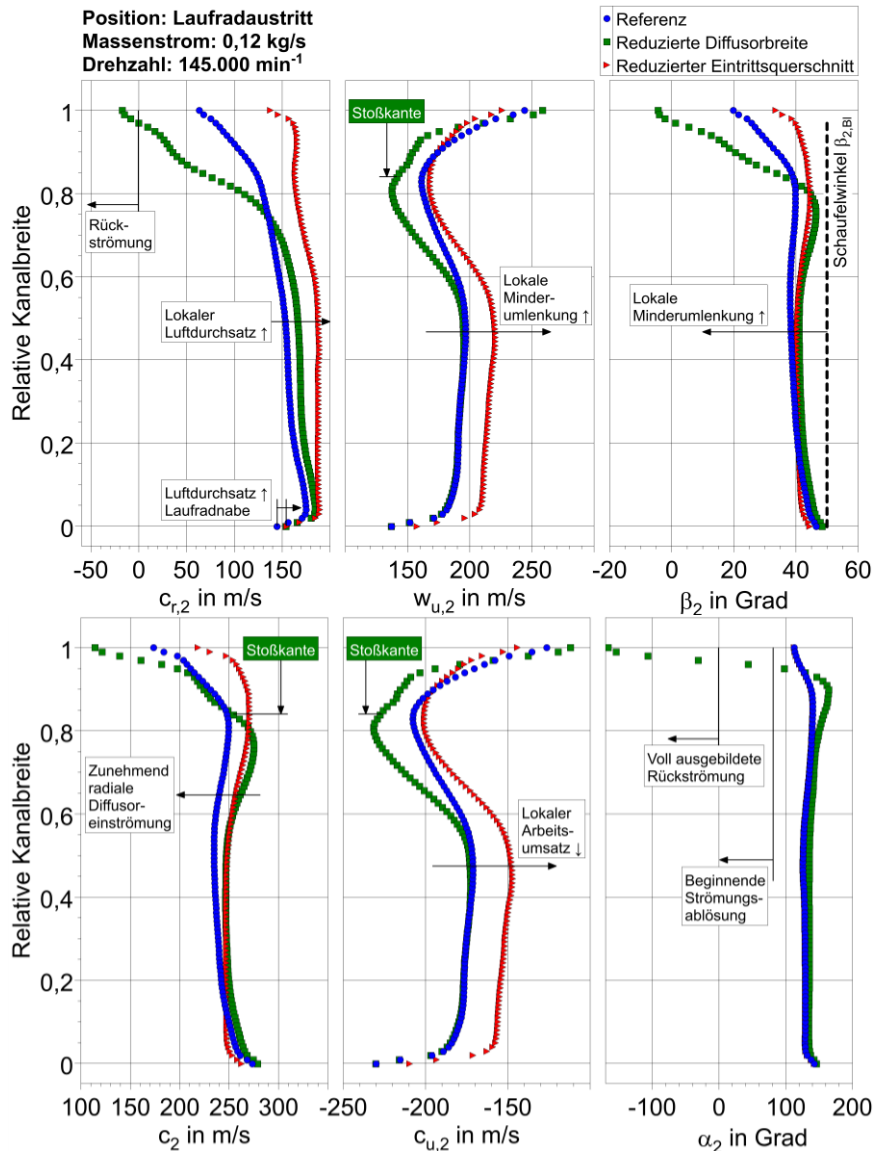 Position: Laufradaustritt
Massenstrom: 0,12 kg/s
Drehzahl: 145.000 min⁻¹
Referenz
Reduzierte Diffusorbreite
Reduzierter Eintrittsquerschnitt
Relative Kanalbreite
1
0,8
0,6
0,4
0,2
0
Rück-
strömung
Lokaler
Luftdurchsatz ↑
Luftdurchsatz ↑
Laufradnabe
-50 0 50 100 150
c_r,2 in m/s
Stoßkante
Lokale
Minder-
umlenkung ↑
100 150 200 250
w_u,2 in m/s
Schaufelwinkel β_2,Bl
Lokale
Minderumlenkung ↑
-20 0 20 40 60
β_2 in Grad
Relative Kanalbreite
1
0,8
0,6
0,4
0,2
0
Stoßkante
Zunehmend
radiale
Diffusor-
einströmung
100 150 200 250 300
c_2 in m/s
Stoßkante
Lokaler
Arbeits-
umsatz ↓
-250 -200 -150 -100
c_u,2 in m/s
Voll ausgebildete
Rückströmung
Beginnende
Strömungs-
ablösung
-100 0 100 200
α_2 in Grad